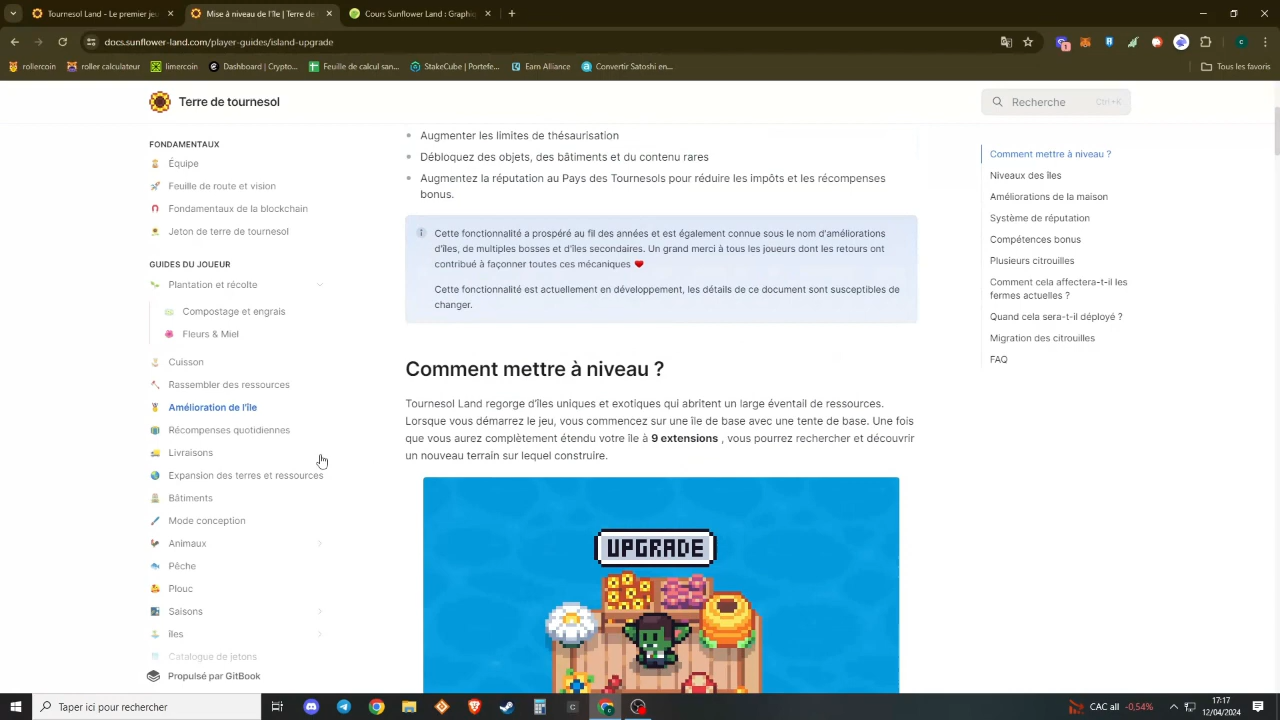 Tournesol Land
Mise à niveau de l'île | Terre de
Cours Sunflower Land : Graphic
docs.sunflower-land.com/player-guides/island-upgrade
rollercoin
roller calculateur
limercoin
Dashboard | Crypto...
Feuille de calcul san...
StakeCube | Portefe...
Earn Alliance
Convertir Satoshi en...
Tous les favoris
Terre de tournesol
Recherche
Ctrl+K
FONDAMENTAUX
Équipe
Feuille de route et vision
Fondamentaux de la blockchain
Jeton de terre de tournesol
GUIDES DU JOUEUR
Plantation et récolte
Compostage et engrais
Fleurs & Miel
Cuisson
Rassembler des ressources
Amélioration de l'île
Récompenses quotidiennes
Livraisons
Expansion des terres et ressources
Bâtiments
Mode conception
Animaux
Pêche
Plouc
Saisons
îles
Catalogue de jetons
Propulsé par GitBook
Augmenter les limites de thésaurisation
Débloquez des objets, des bâtiments et du contenu rares
Augmentez la réputation au Pays des Tournesols pour réduire les impôts et les récompenses
bonus.
Cette fonctionnalité a prospéré au fil des années et est également connue sous le nom d'améliorations
d'îles, de multiples bosses et d'îles secondaires. Un grand merci à tous les joueurs dont les retours ont
contribué à façonner toutes ces mécaniques ❤️
Cette fonctionnalité est actuellement en développement, les détails de ce document sont susceptibles de
changer.
Comment mettre à niveau ?
Tournesol Land regorge d'îles uniques et exotiques qui abritent un large éventail de ressources.
Lorsque vous démarrez le jeu, vous commencez sur une île de base avec une tente de base. Une fois
que vous aurez complètement étendu votre île à 9 extensions , vous pourrez rechercher et découvrir
un nouveau terrain sur lequel construire.
UPGRADE
Comment mettre à niveau ?
Niveaux des îles
Améliorations de la maison
Système de réputation
Compétences bonus
Plusieurs citrouilles
Comment cela affectera-t-il les
fermes actuelles ?
Quand cela sera-t-il déployé ?
Migration des citrouilles
FAQ
Taper ici pour rechercher
CAC all -0,54%
17:17
12/04/2024